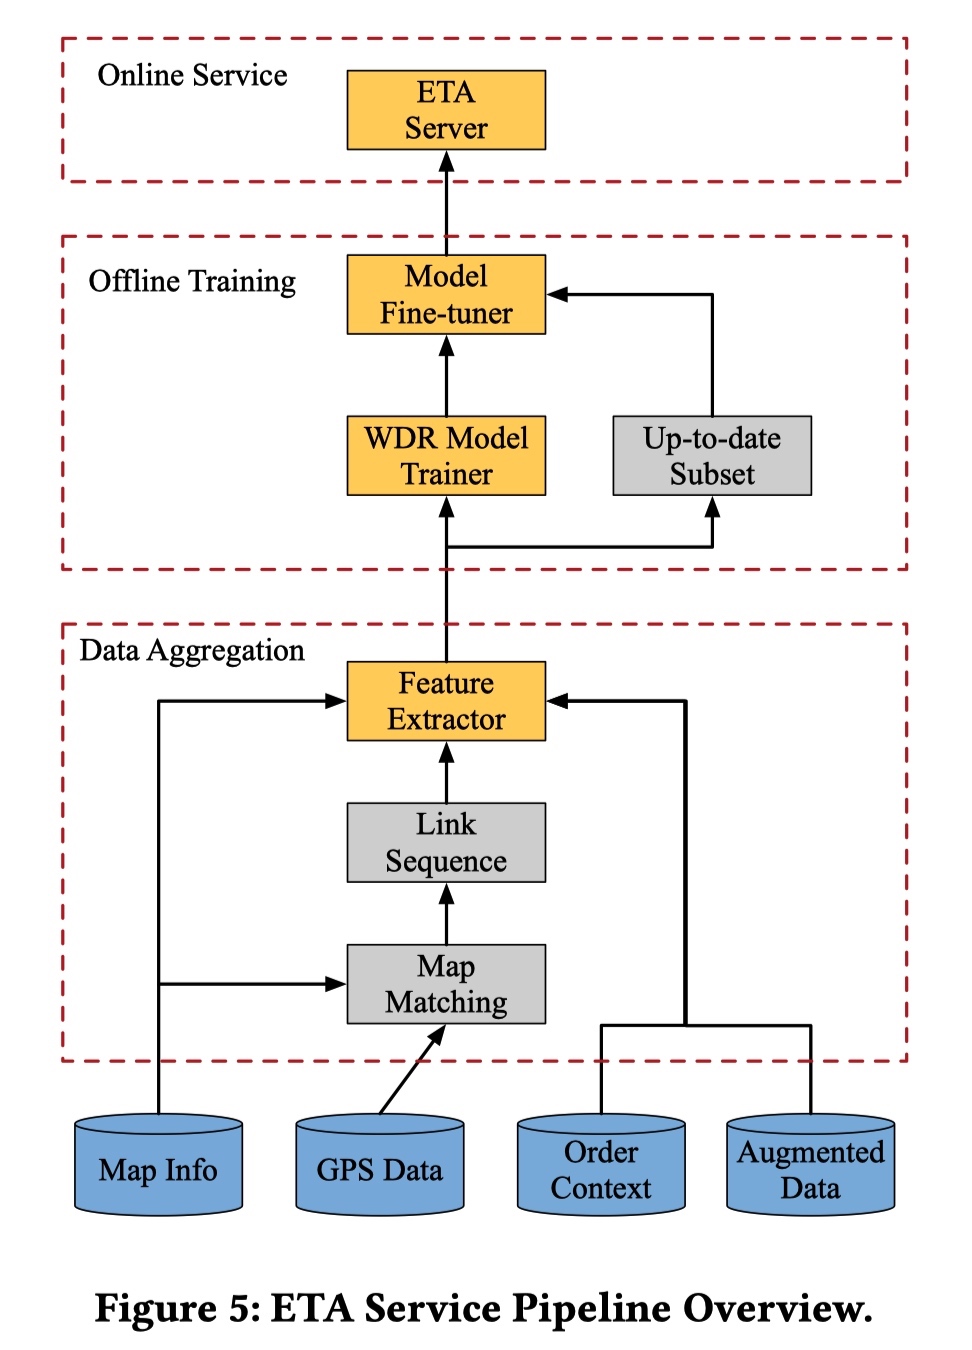 Online Service
ETA
Server
Offline Training
Model
Fine-tuner
WDR Model
Trainer
Up-to-date
Subset
Data Aggregation
Feature
Extractor
Link
Sequence
Map
Matching
Map Info
GPS Data
Order
Context
Augmented
Data
Figure 5: ETA Service Pipeline Overview.